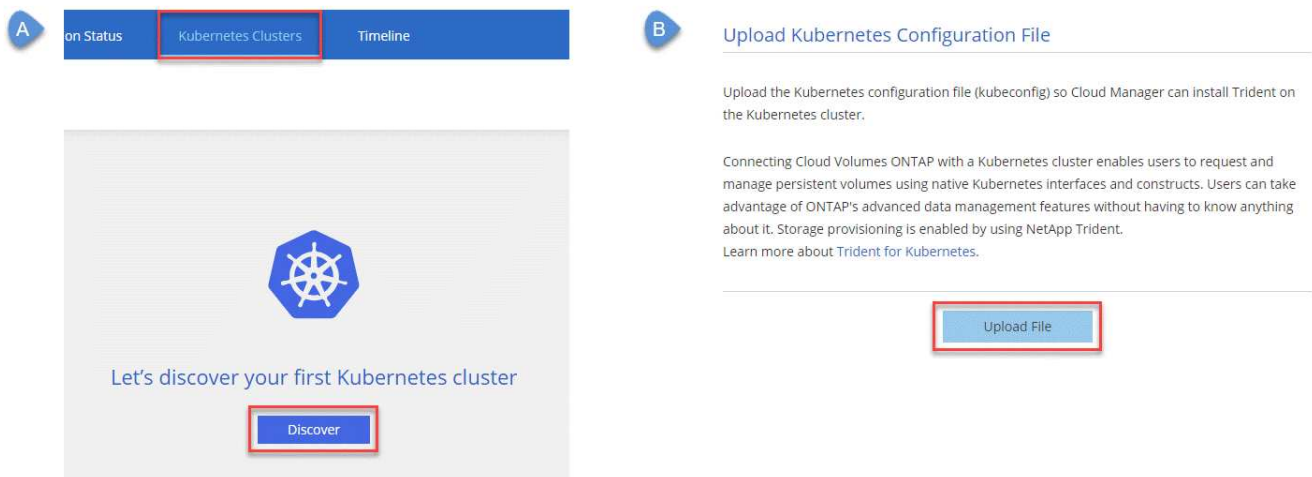 A
on Status Kubernetes Clusters Timeline
Let's discover your first Kubernetes cluster
Discover
B
Upload Kubernetes Configuration File
Upload the Kubernetes configuration file (kubeconfig) so Cloud Manager can install Trident on
the Kubernetes cluster.
Connecting Cloud Volumes ONTAP with a Kubernetes cluster enables users to request and
manage persistent volumes using native Kubernetes interfaces and constructs. Users can take
advantage of ONTAP's advanced data management features without having to know anything
about it. Storage provisioning is enabled by using NetApp Trident.
Learn more about Trident for Kubernetes.
Upload File